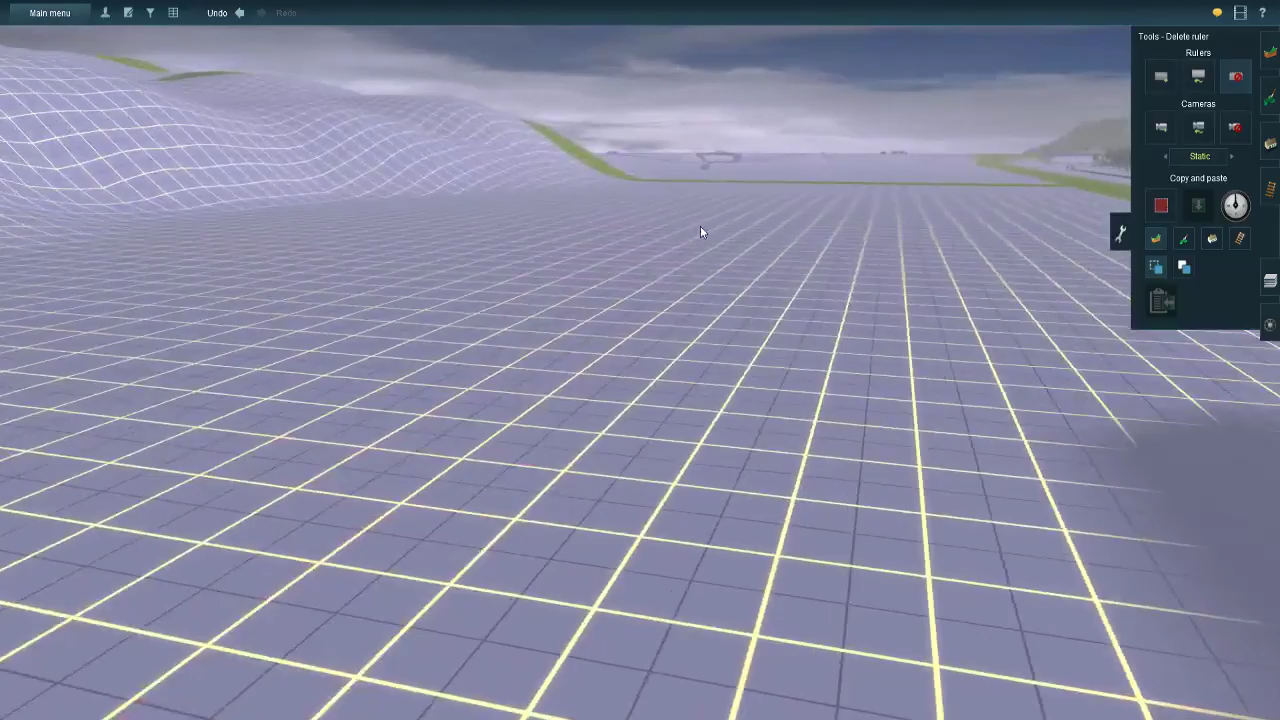 Main menu
Undo
Redo
?
Tools - Delete ruler
Rulers
Cameras
Static
Copy and paste